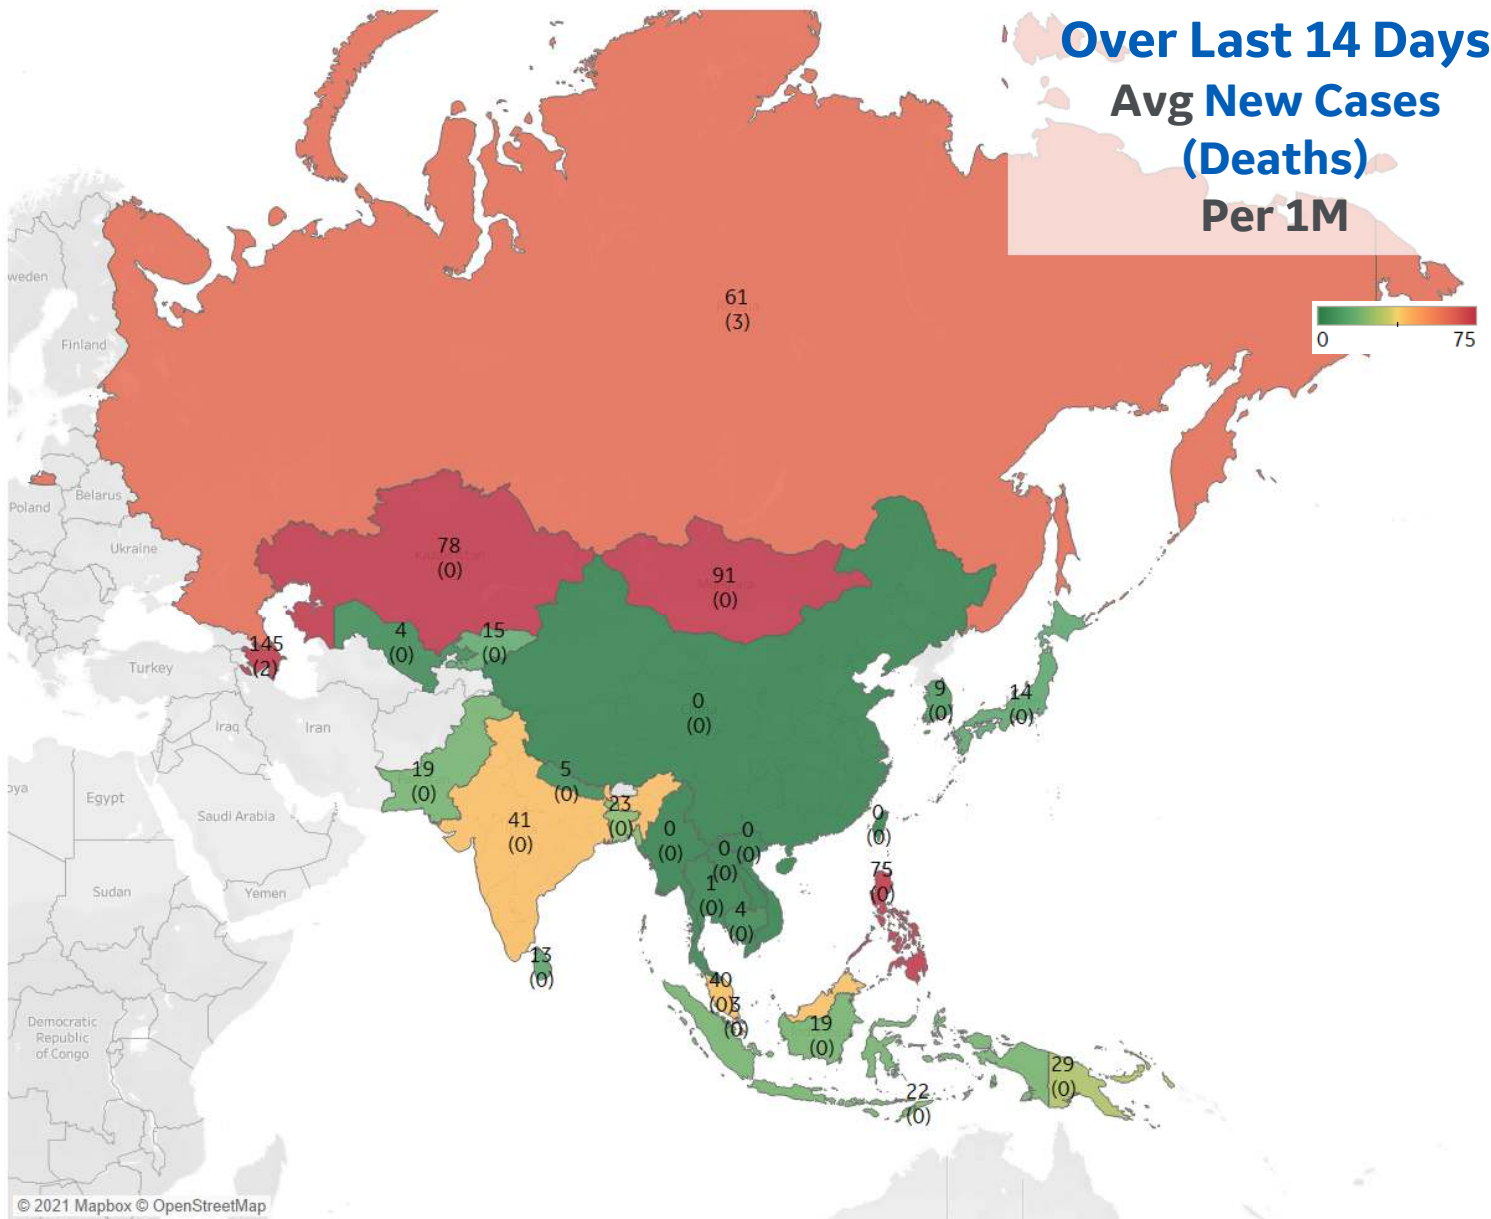 Over Last 14 Days
Avg New Cases
(Deaths)
Per 1M
0
75
61
(3)
weden
Finland
Belarus
Poland
Ukraine
78
(0)
91
(0)
145
(2)
4
(0)
15
(0)
Turkey
Iraq
Iran
0
(0)
9
(0)
14
(0)
19
(0)
5
(0)
41
(0)
23
(0)
0
(0)
0
(0)
0
(0)
0
(0)
1
(0)
4
(0)
75
(0)
oya
Egypt
Saudi Arabia
Sudan
Yemen
13
(0)
40
(0)
3
(0)
19
(0)
22
(0)
29
(0)
Democratic
Republic
of Congo
© 2021 Mapbox © OpenStreetMap